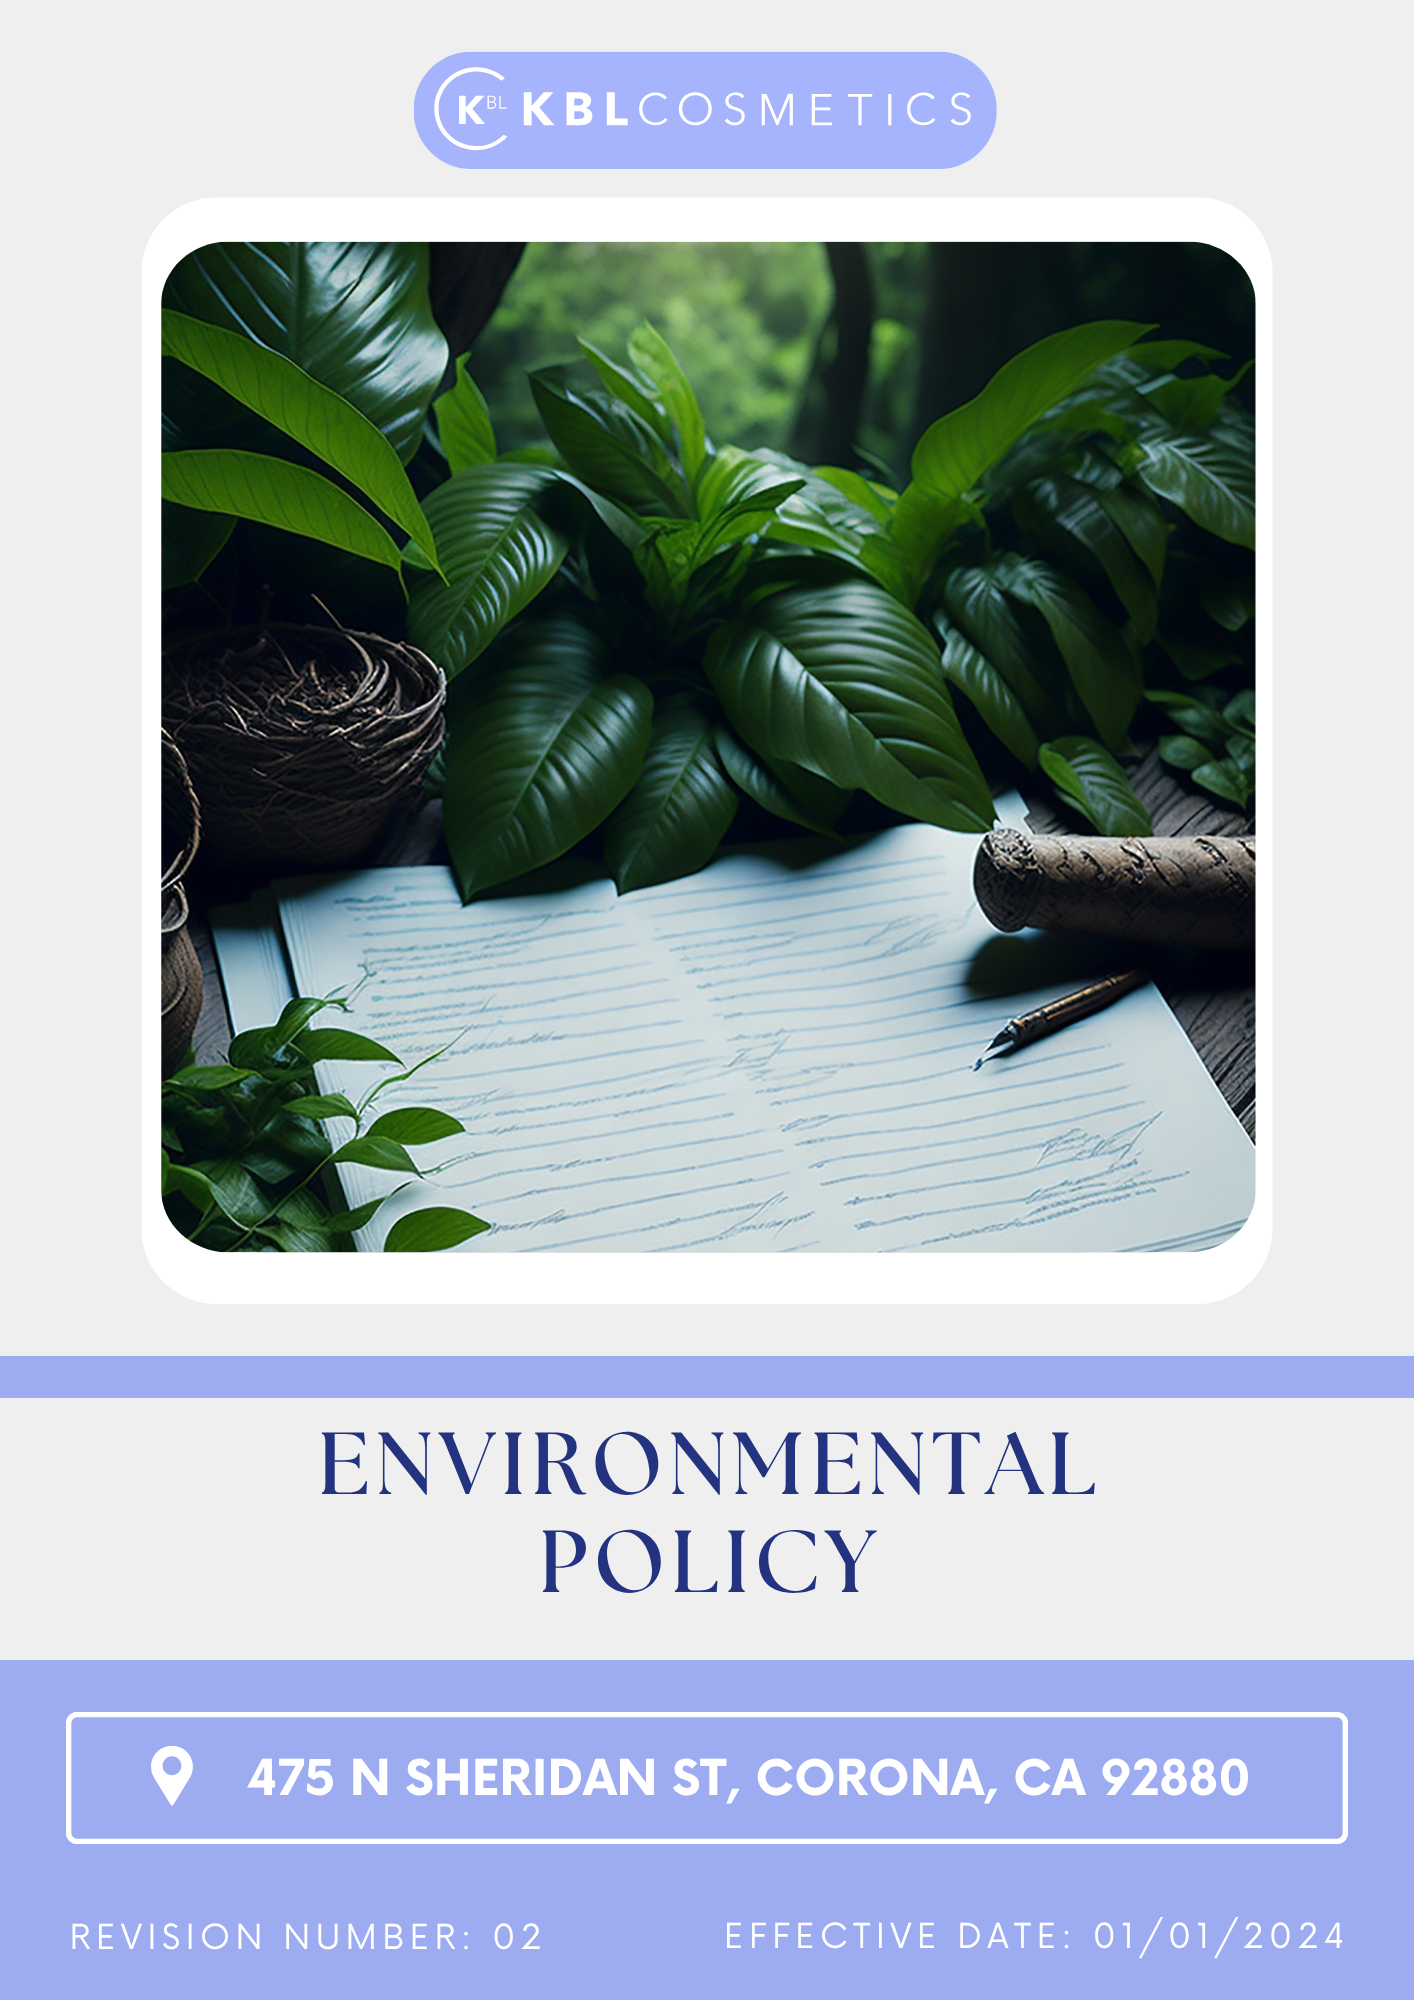 KBL KBLCOSMETICS
ENVIRONMENTAL
POLICY
475 N SHERIDAN ST, CORONA, CA 92880
REVISION NUMBER: 02
EFFECTIVE DATE: 01/01/2024